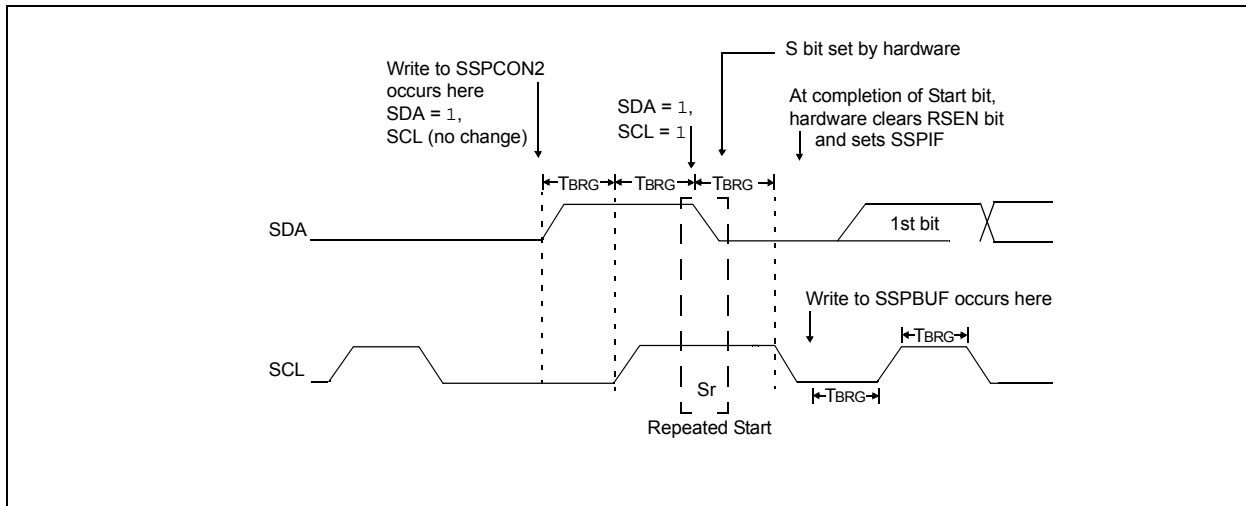 S bit set by hardware
Write to SSPCON2
occurs here
SDA = 1,
SCL (no change)
SDA = 1,
SCL = 1
At completion of Start bit,
hardware clears RSEN bit
and sets SSPIF
TBRG TBRG TBRG
SDA
1st bit
Write to SSPBUF occurs here
TBRG
SCL
Sr
TBRG
Repeated Start